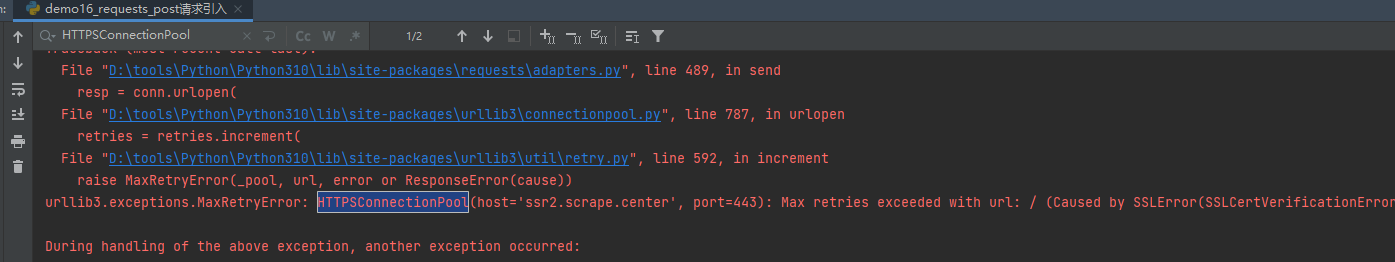 n:
demo16_requests_post请求引入 ×
HTTPSConnectionPool × Cc W .* 1/2
File "D:\tools\Python\Python310\lib\site-packages\requests\adapters.py", line 489, in send
resp = conn.urlopen(
File "D:\tools\Python\Python310\lib\site-packages\urllib3\connectionpool.py", line 787, in urlopen
retries = retries.increment(
File "D:\tools\Python\Python310\lib\site-packages\urllib3\util\retry.py", line 592, in increment
raise MaxRetryError(_pool, url, error or ResponseError(cause))
urllib3.exceptions.MaxRetryError: HTTPSConnectionPool(host='ssr2.scrape.center', port=443): Max retries exceeded with url: / (Caused by SSLError(SSLCertVerificationError
During handling of the above exception, another exception occurred: